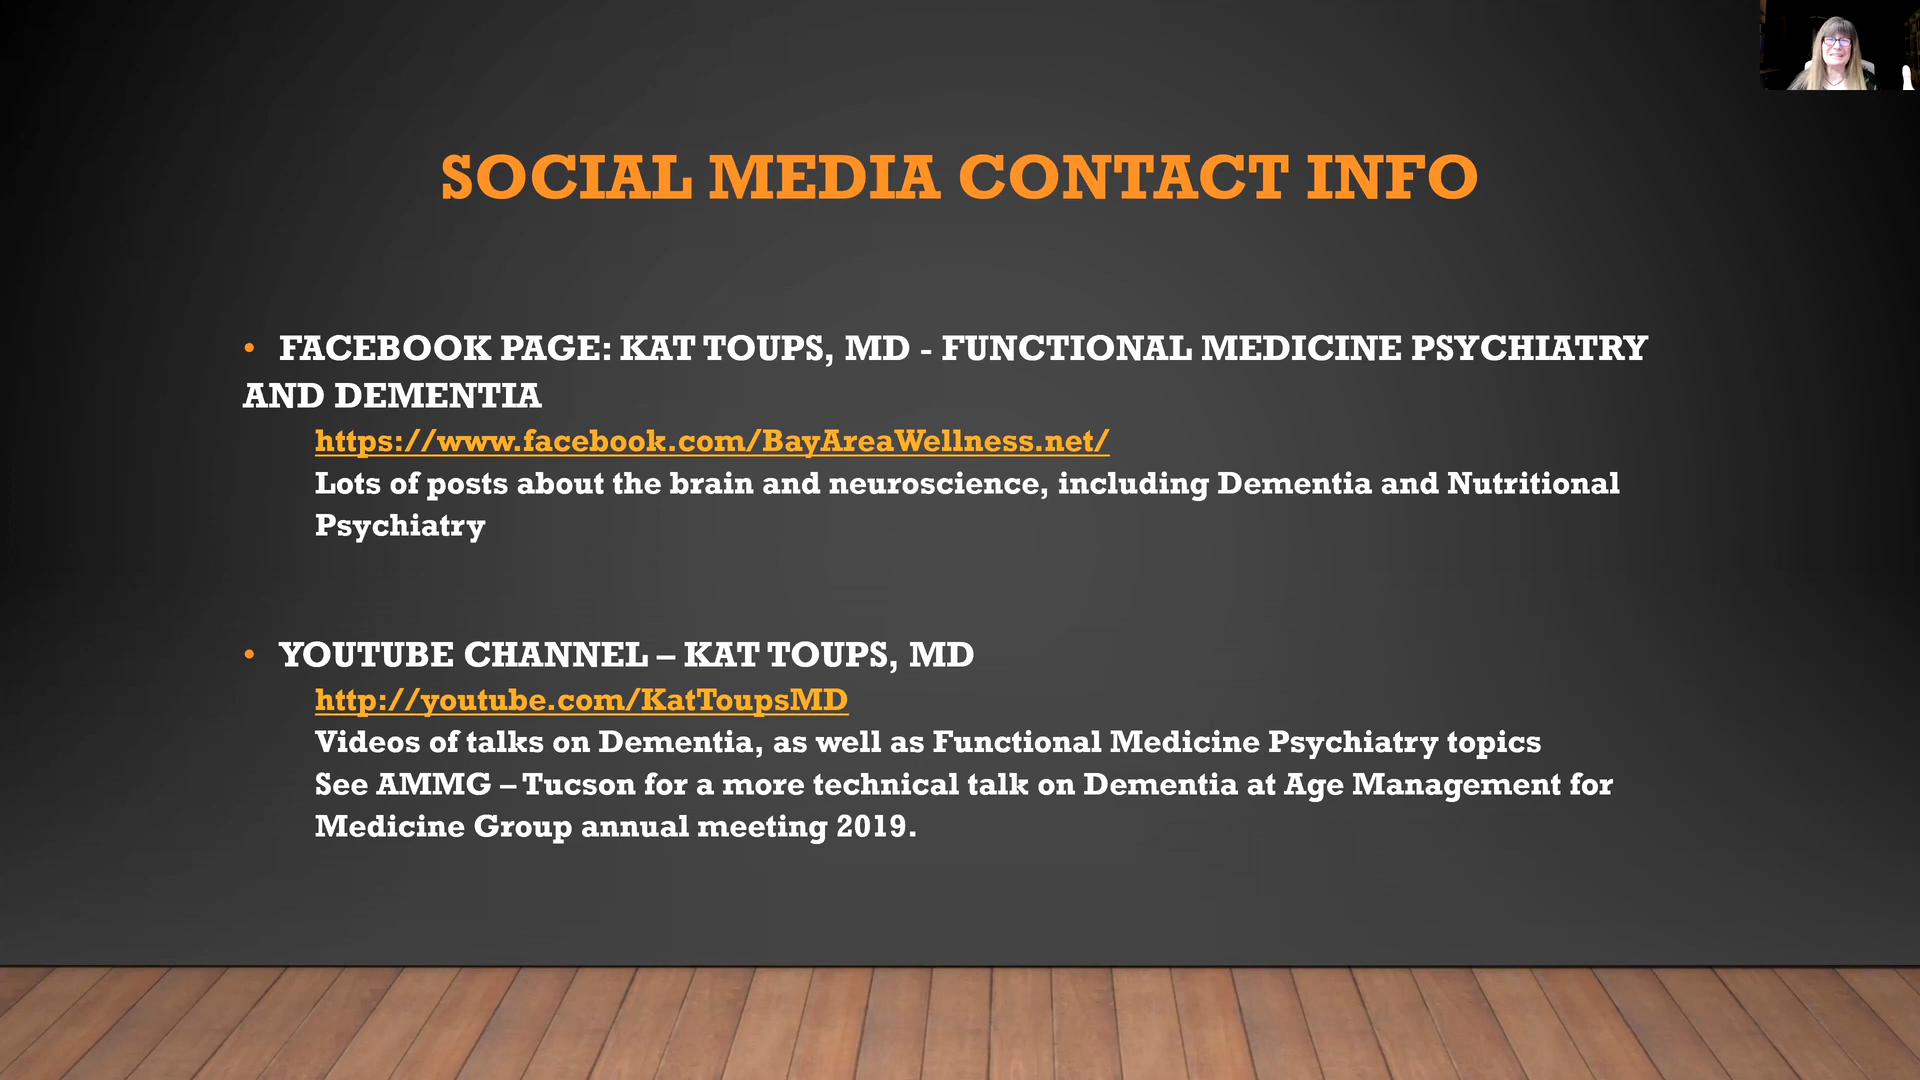 SOCIAL MEDIA CONTACT INFO
• FACEBOOK PAGE: KAT TOUPS, MD - FUNCTIONAL MEDICINE PSYCHIATRY
AND DEMENTIA
https://www.facebook.com/BayAreaWellness.net/
Lots of posts about the brain and neuroscience, including Dementia and Nutritional
Psychiatry
• YOUTUBE CHANNEL – KAT TOUPS, MD
http://youtube.com/KatToupsMD
Videos of talks on Dementia, as well as Functional Medicine Psychiatry topics
See AMMG – Tucson for a more technical talk on Dementia at Age Management for
Medicine Group annual meeting 2019.